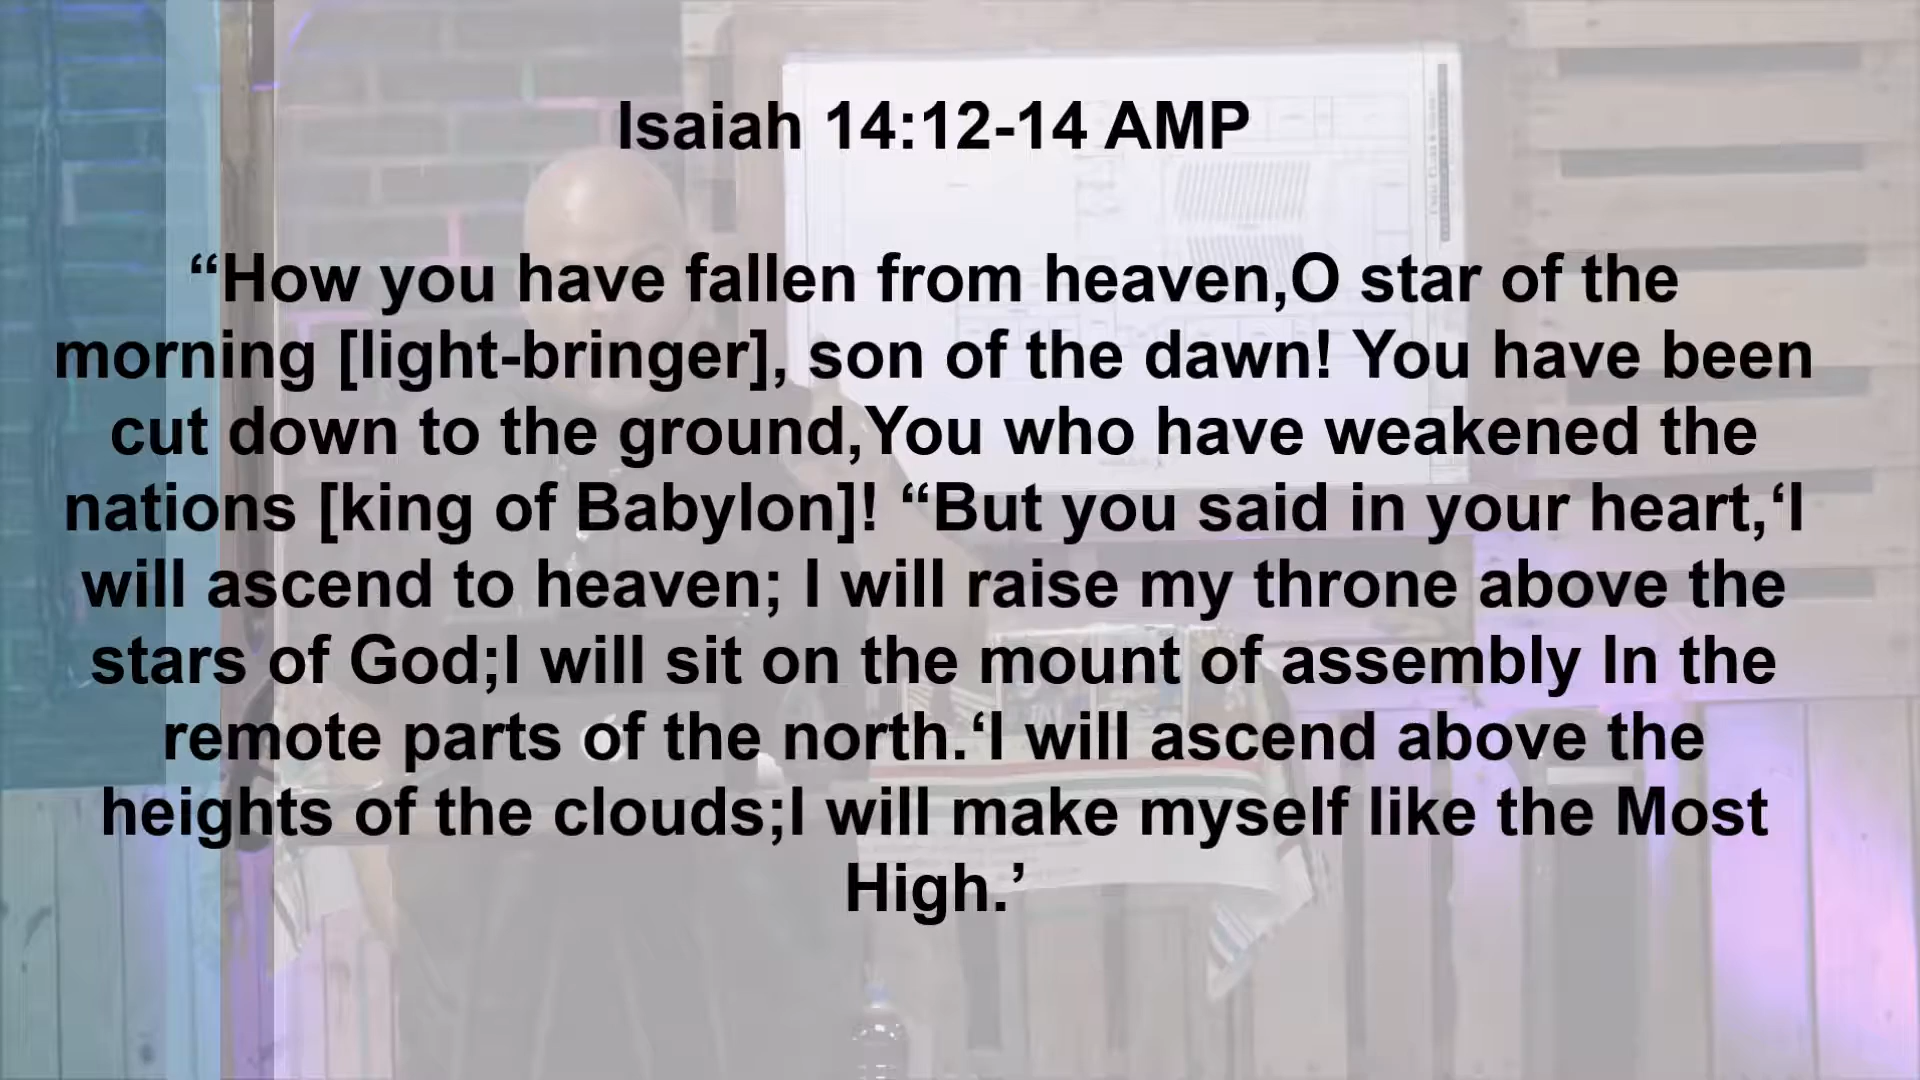 Isaiah 14:12-14 AMP
“How you have fallen from heaven,O star of the
morning [light-bringer], son of the dawn! You have been
cut down to the ground,You who have weakened the
nations [king of Babylon]! “But you said in your heart,‘I
will ascend to heaven; I will raise my throne above the
stars of God;I will sit on the mount of assembly In the
remote parts of the north.‘I will ascend above the
heights of the clouds;I will make myself like the Most
High.’